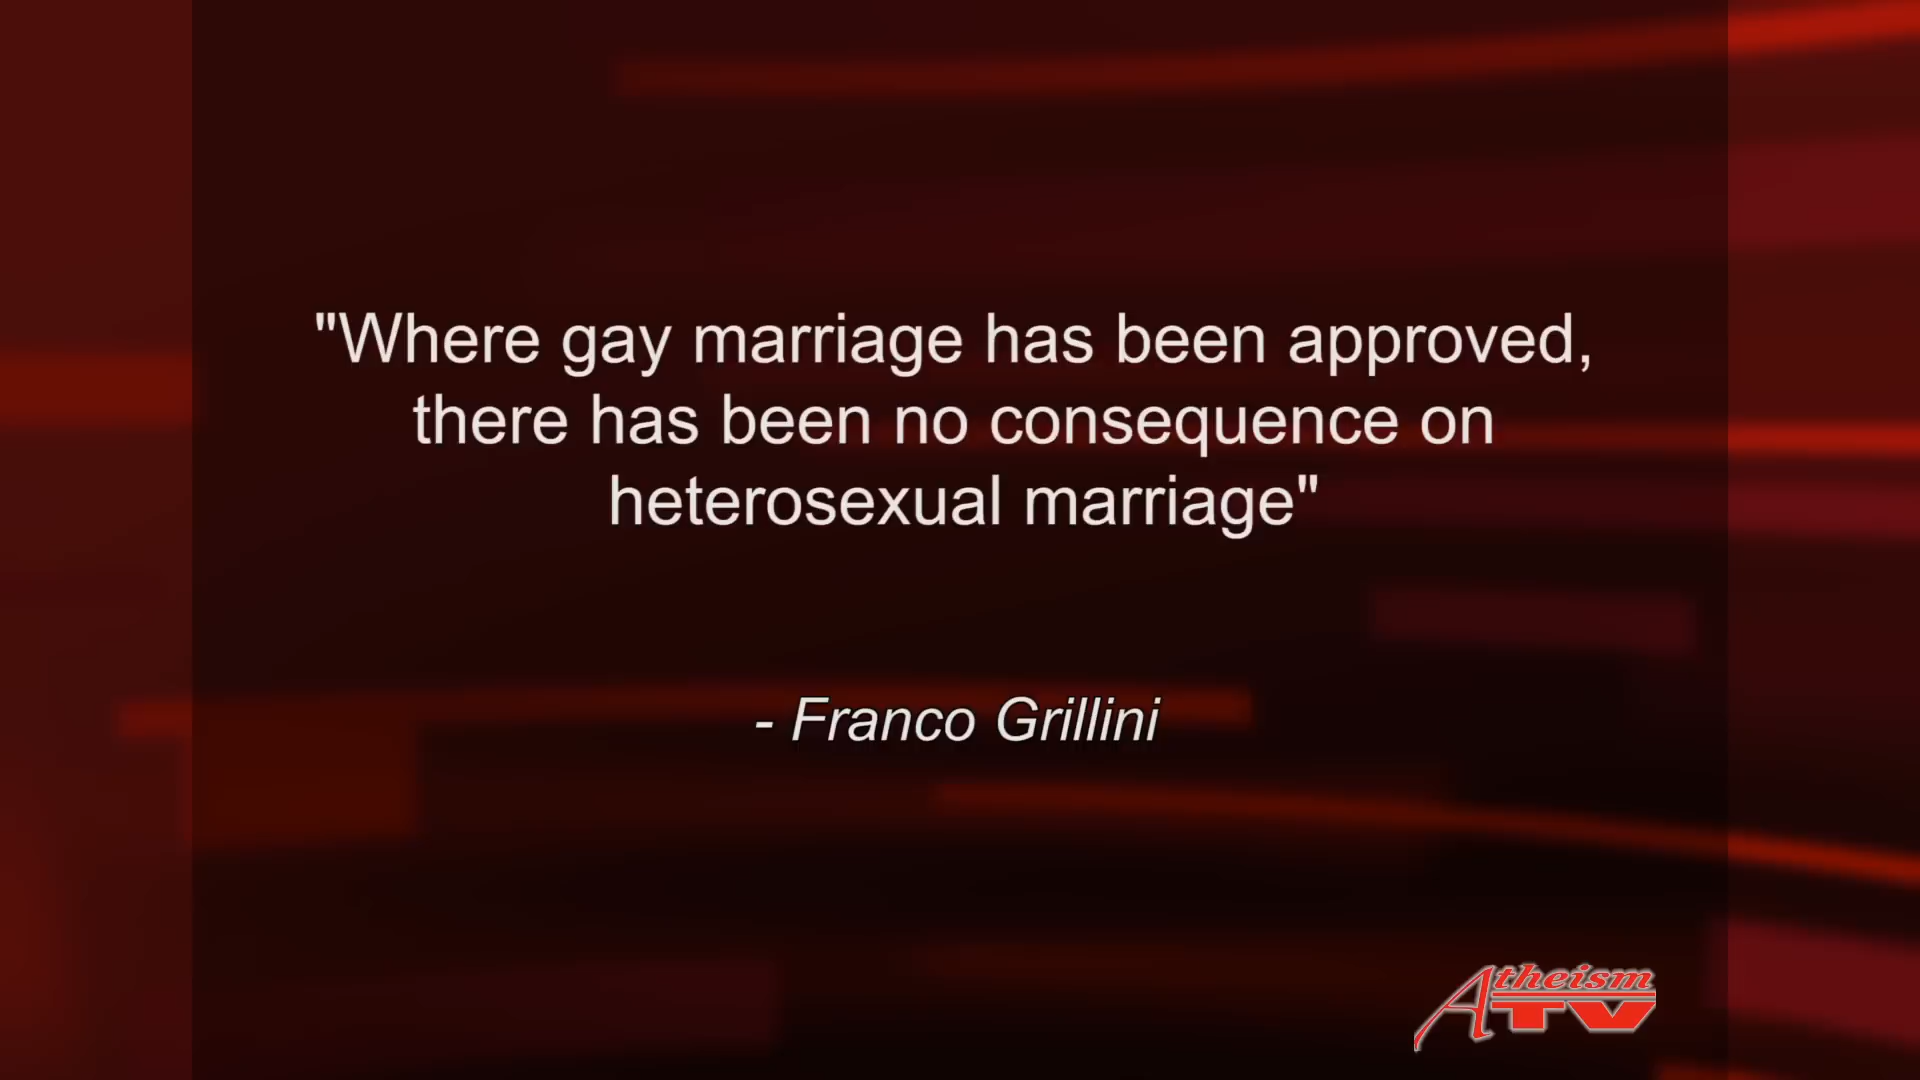 "Where gay marriage has been approved,
there has been no consequence on
heterosexual marriage"
- Franco Grillini
Atheism
TV